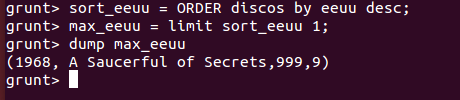 grunt> sort_eeuu = ORDER discos by eeuu desc;
grunt> max_eeuu = limit sort_eeuu 1;
grunt> dump max_eeuu
(1968, A Saucerful of Secrets,999,9)
grunt>